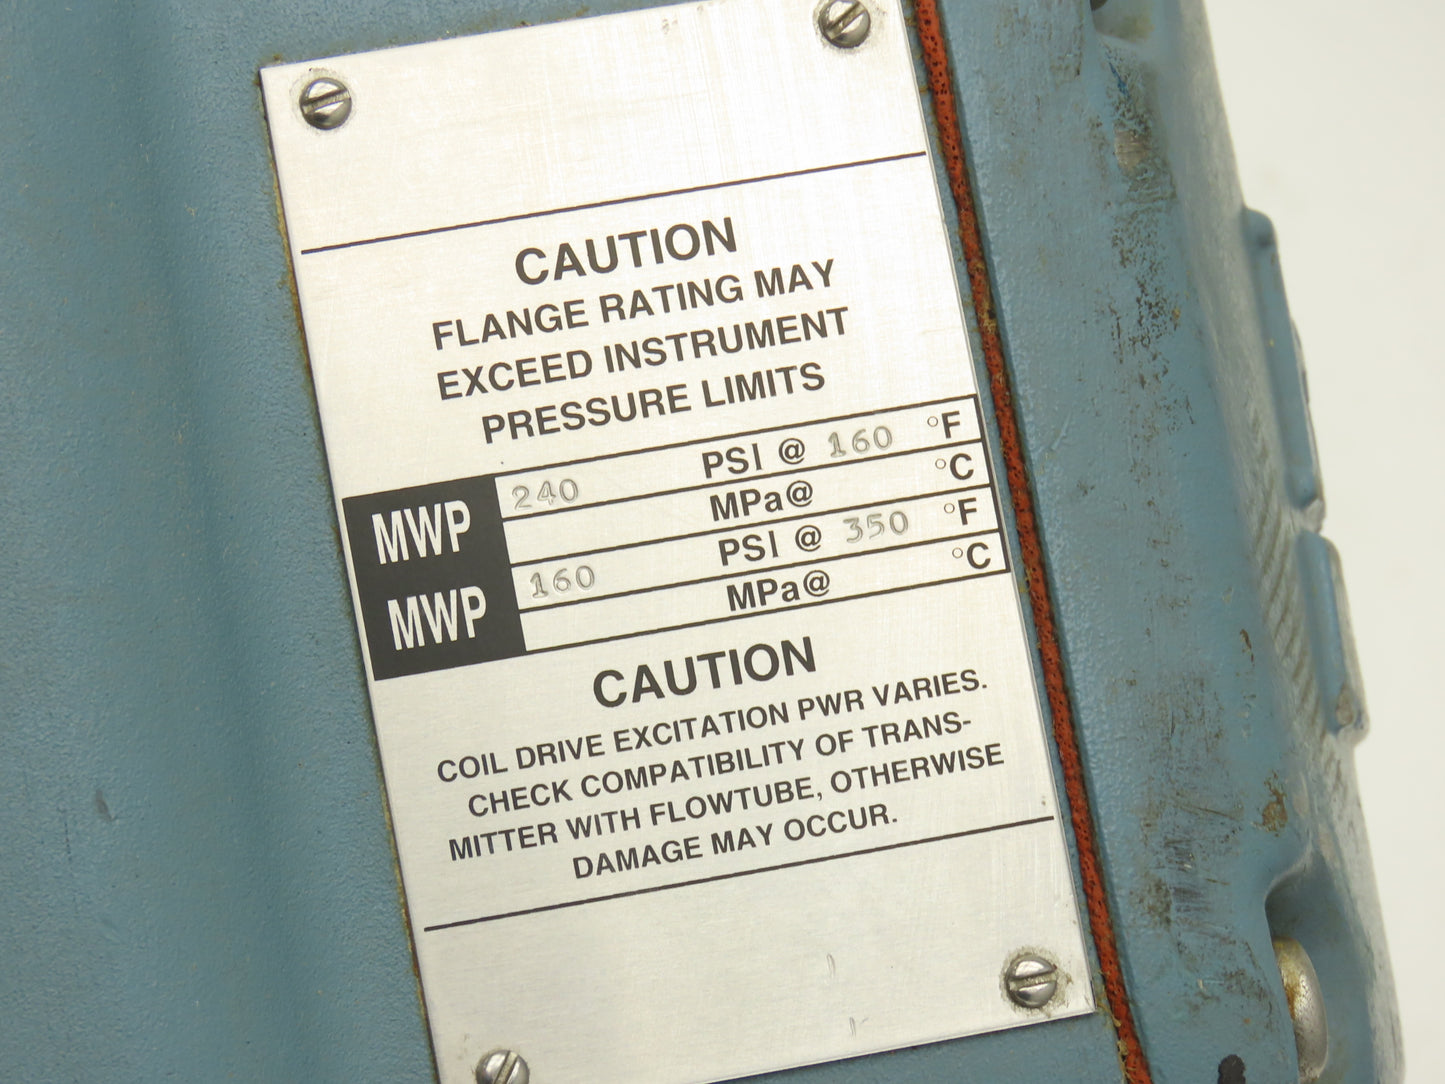 CAUTION
FLANGE RATING MAY
EXCEED INSTRUMENT
PRESSURE LIMITS
MWP 240 PSI @ 160 °F
MPa@ °C
MWP 160 PSI @ 350 °F
MPa@ °C
CAUTION
COIL DRIVE EXCITATION PWR VARIES.
CHECK COMPATIBILITY OF TRANS-
MITTER WITH FLOWTUBE, OTHERWISE
DAMAGE MAY OCCUR.